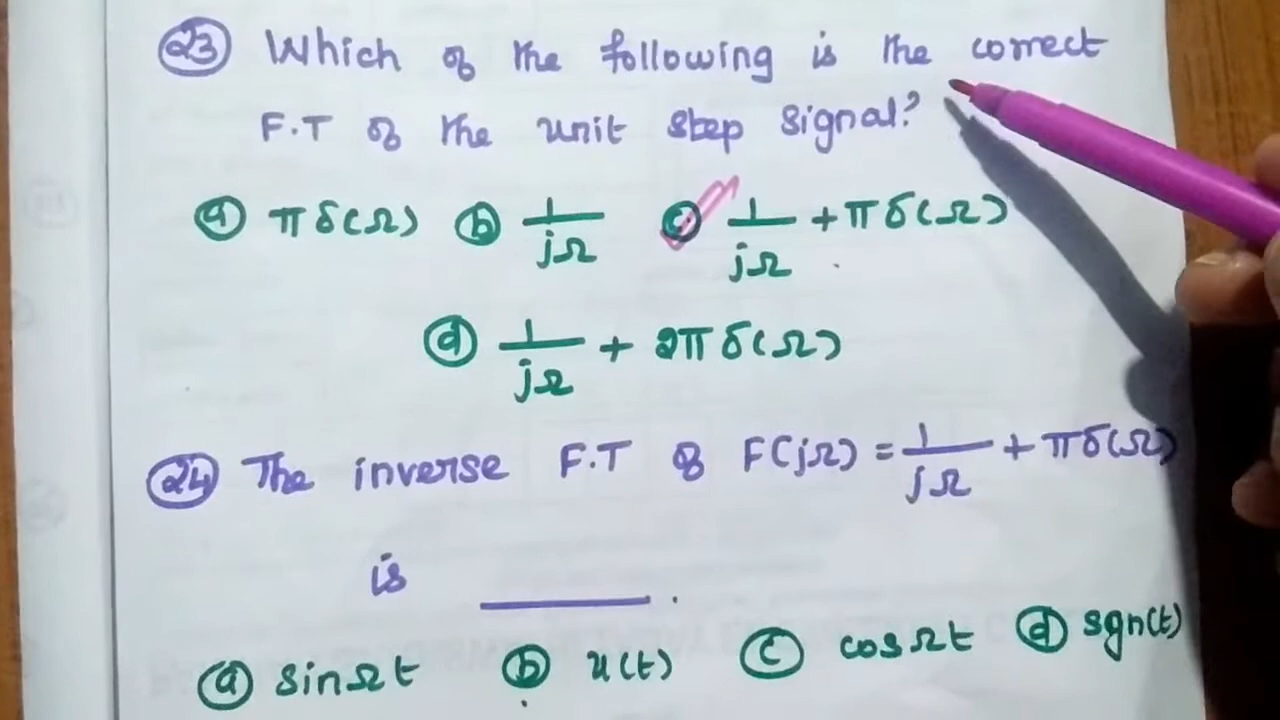 23 Which of the following is the correct
F.T of the unit step signal?
a πδ(Ω) b 1/jΩ c 1/jΩ + πδ(Ω)
d 1/jΩ + 2πδ(Ω)
24 The inverse F.T of F(jΩ) = 1/jΩ + πδ(Ω)
is ______.
a sinΩt b u(t) c cosΩt d sgn(t)